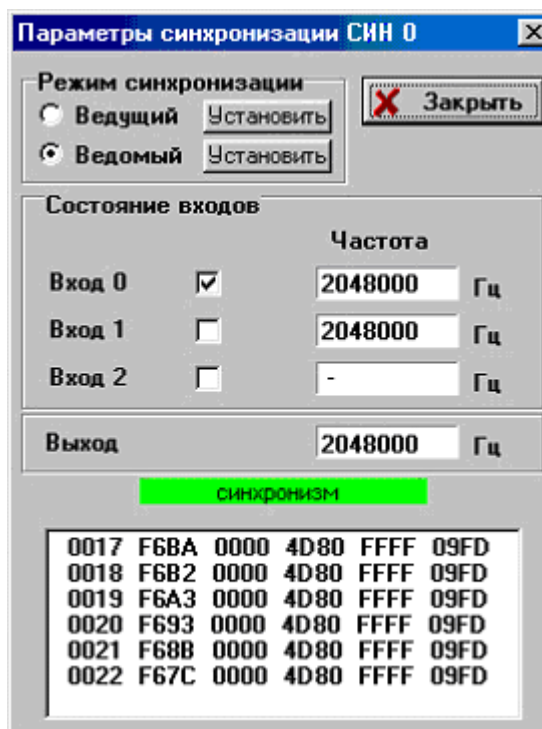 Параметры синхронизации СИН 0
Режим синхронизации
Ведущий Установить
Ведомый Установить
Закрыть
Состояние входов
Частота
Вход 0 2048000 Гц
Вход 1 2048000 Гц
Вход 2 - Гц
Выход 2048000 Гц
синхронизм
0017 F6BA 0000 4D80 FFFF 09FD
0018 F6B2 0000 4D80 FFFF 09FD
0019 F6A3 0000 4D80 FFFF 09FD
0020 F693 0000 4D80 FFFF 09FD
0021 F68B 0000 4D80 FFFF 09FD
0022 F67C 0000 4D80 FFFF 09FD